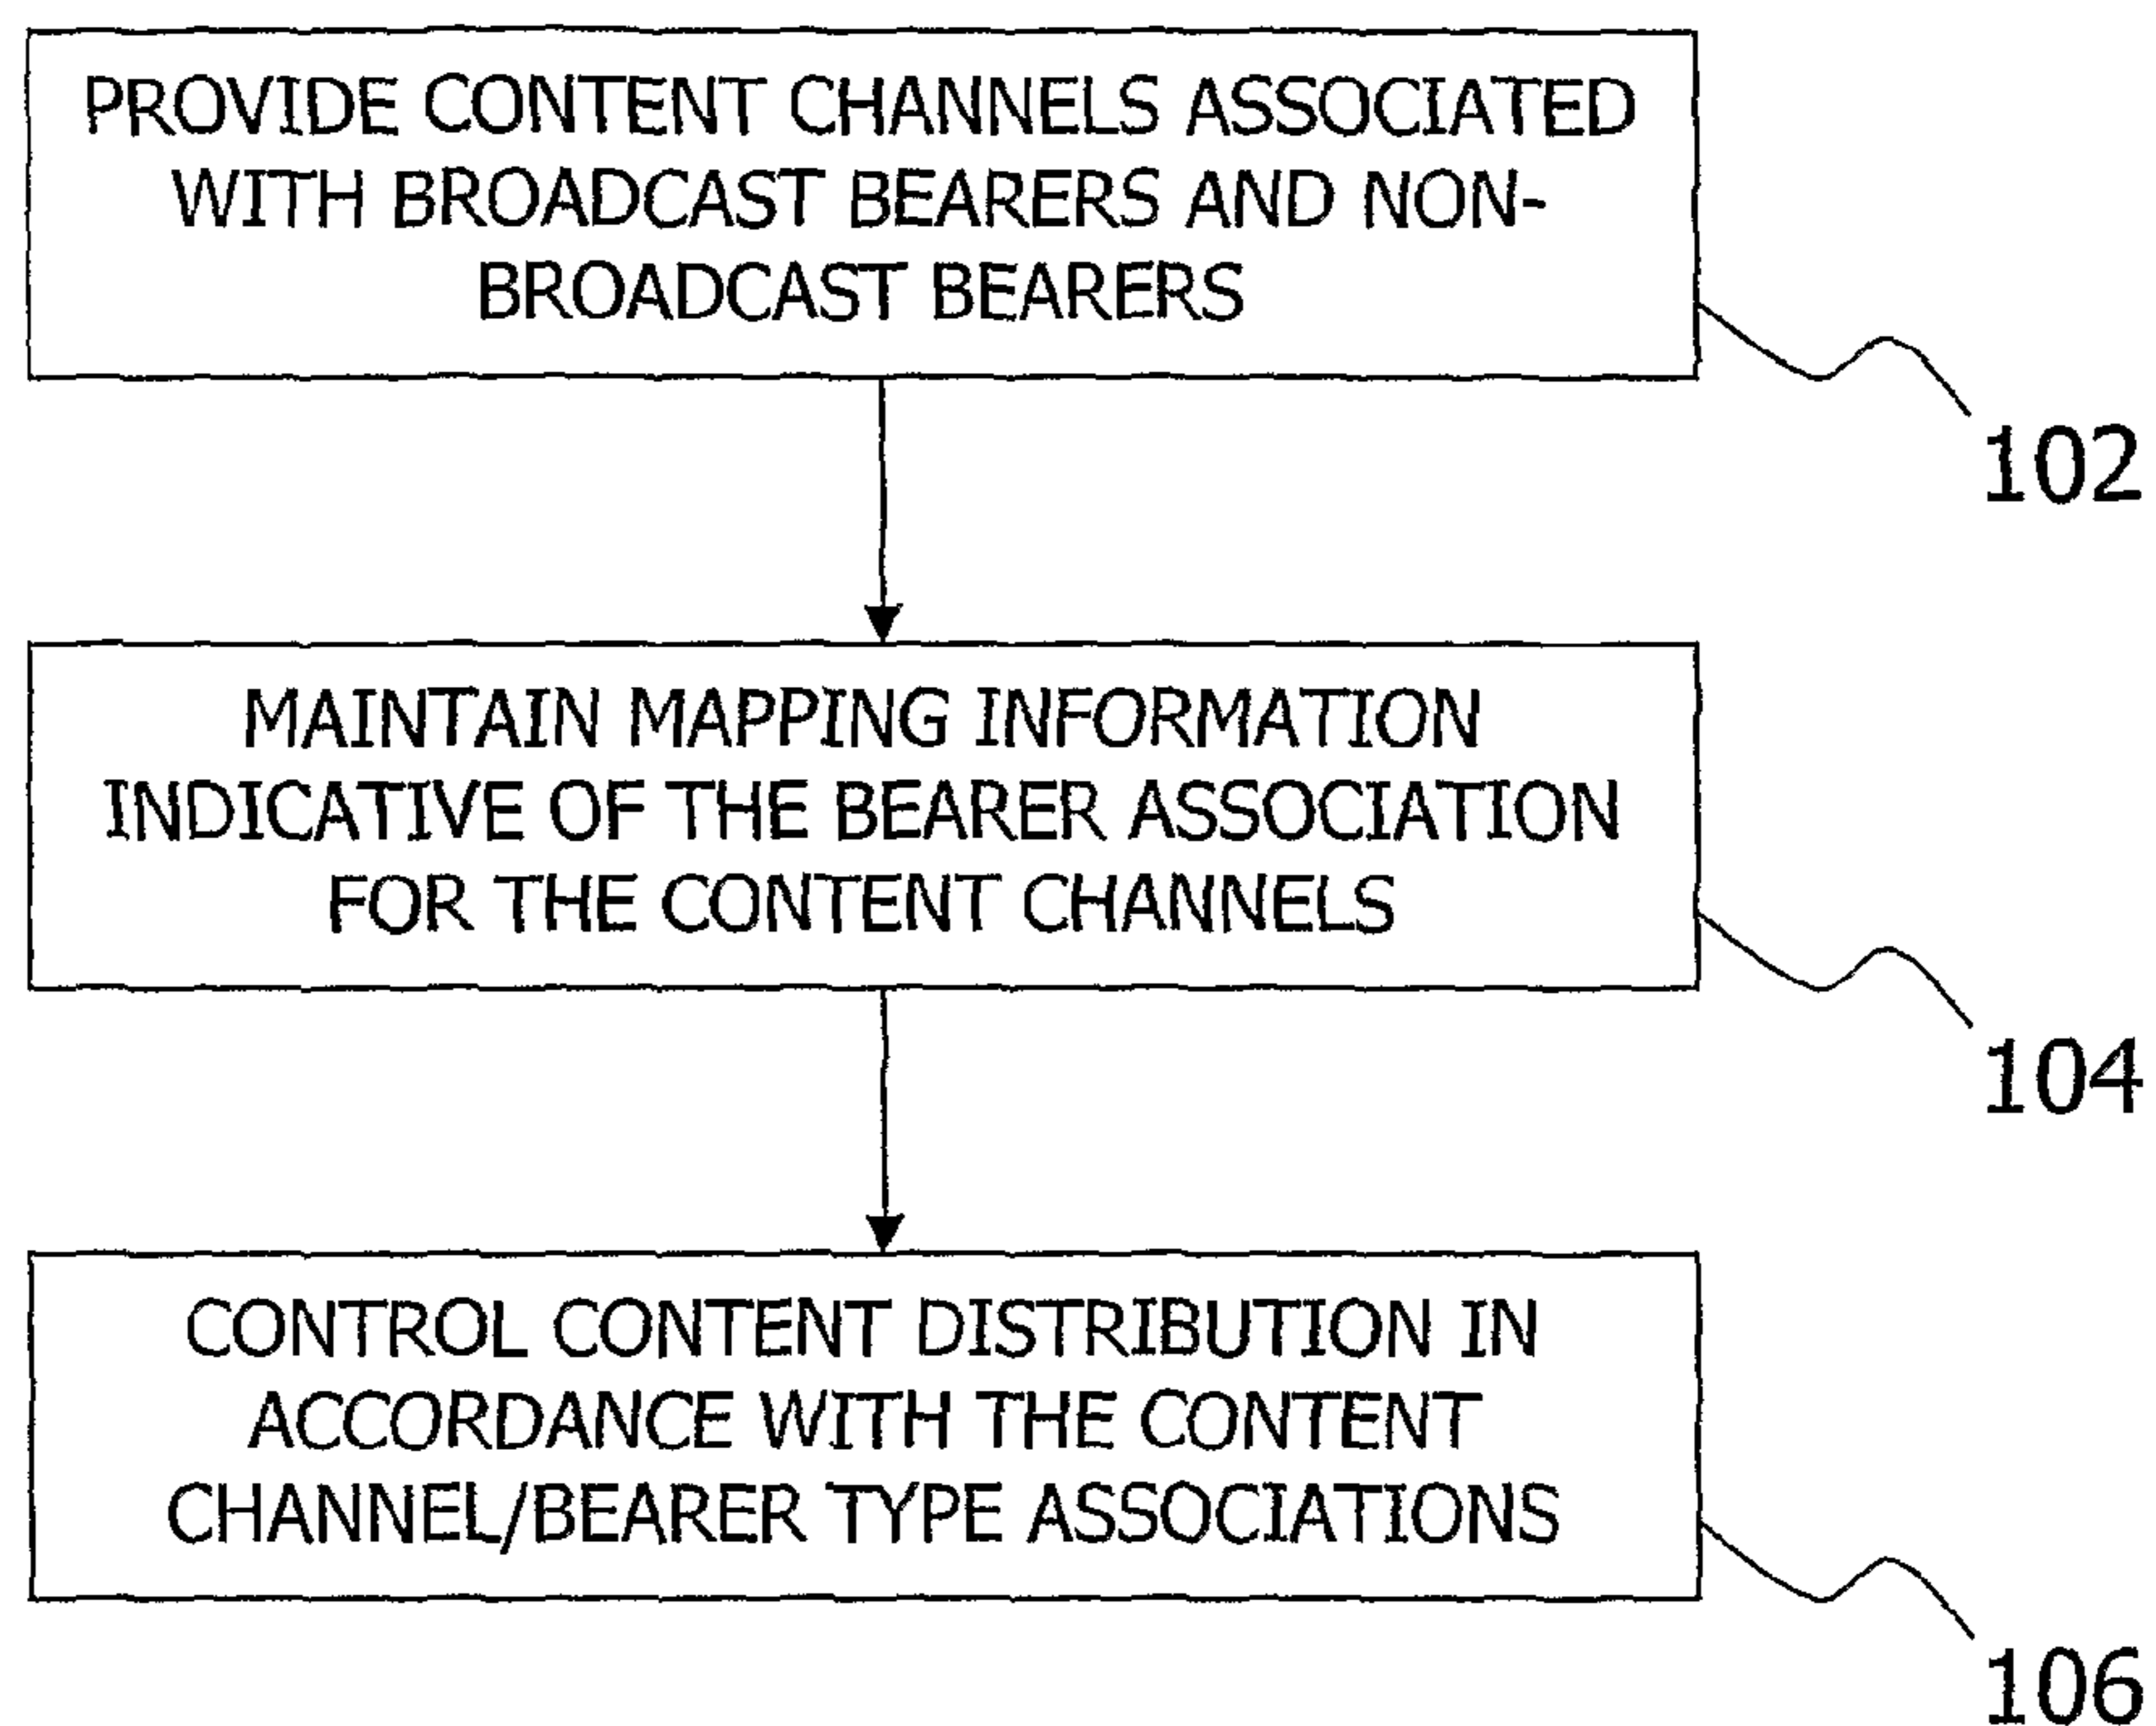 PROVIDE CONTENT CHANNELS ASSOCIATED
WITH BROADCAST BEARERS AND NON-
BROADCAST BEARERS
102
MAINTAIN MAPPING INFORMATION
INDICATIVE OF THE BEARER ASSOCIATION
FOR THE CONTENT CHANNELS
104
CONTROL CONTENT DISTRIBUTION IN
ACCORDANCE WITH THE CONTENT
CHANNEL/BEARER TYPE ASSOCIATIONS
106